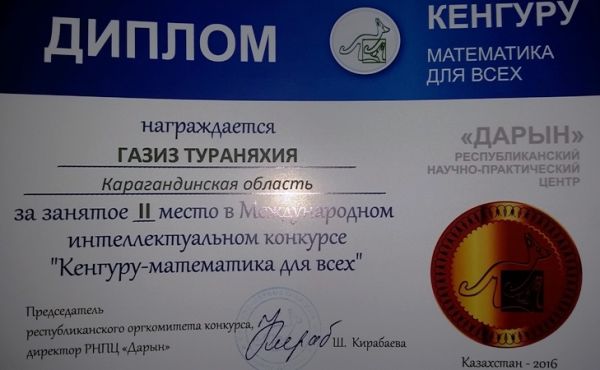 ДИПЛОМ
КЕНГУРУ
МАТЕМАТИКА
ДЛЯ ВСЕХ
награждается
ГАЗИЗ ТУРАНЯХИЯ
Карагандинская область
за занятое II место в Международном
интеллектуальном конкурсе
"Кенгуру-математика для всех"
«ДАРЫН»
РЕСПУБЛИКАНСКИЙ
НАУЧНО-ПРАКТИЧЕСКИЙ
ЦЕНТР
Председатель
республиканского оргкомитета конкурса,
директор РНПЦ «Дарын»
Ш. Кирабаева
Казахстан - 2016